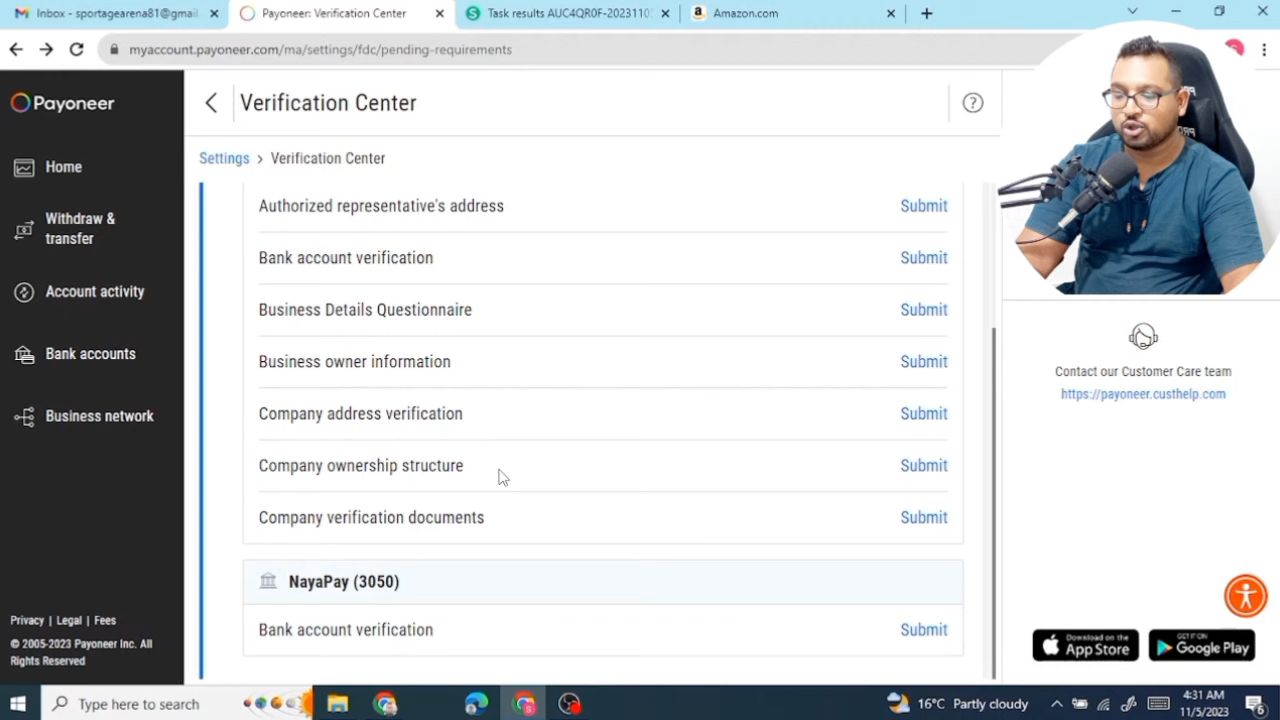 Inbox - sportagearena81@gmail.
Payoneer: Verification Center
Task results AUC4QR0F-2023110
Amazon.com
myaccount.payoneer.com/ma/settings/fdc/pending-requirements
Payoneer
Verification Center
Home
Settings > Verification Center
Withdraw &
transfer
Authorized representative's address Submit
Bank account verification Submit
Account activity
Business Details Questionnaire Submit
Bank accounts
Business owner information Submit
Business network
Company address verification Submit
Company ownership structure Submit
Company verification documents Submit
NayaPay (3050)
Bank account verification Submit
Contact our Customer Care team
https://payoneer.custhelp.com
Download on the
App Store
GET IT ON
Google Play
Privacy | Legal | Fees
© 2005-2023 Payoneer Inc. All
Rights Reserved
Type here to search
16°C Partly cloudy
4:31 AM
11/5/2023
6